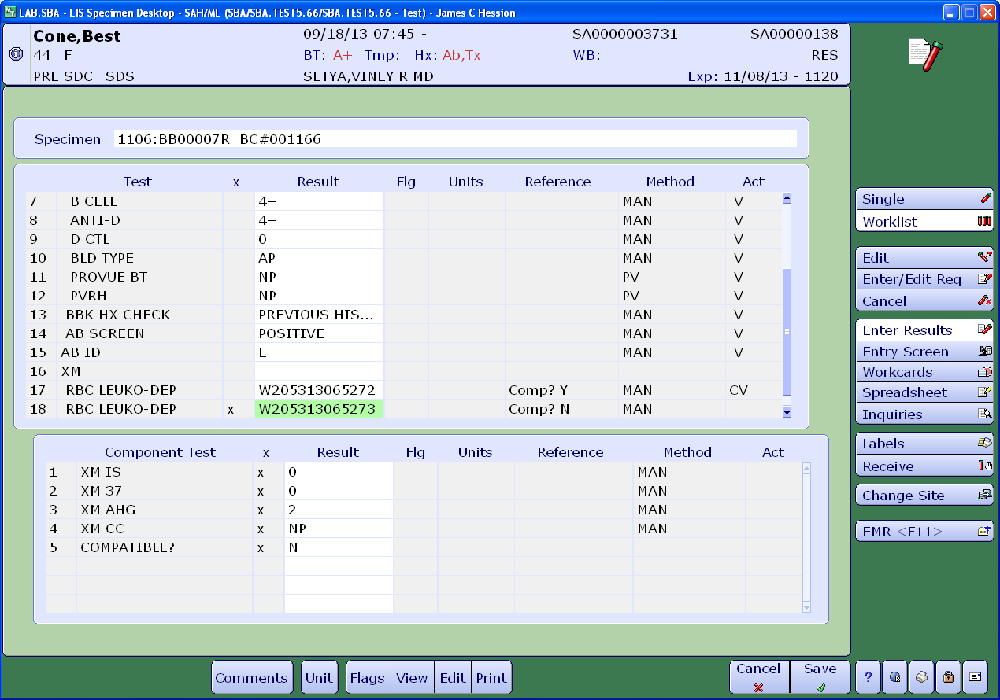 LAB.SBA - LIS Specimen Desktop - SAH/ML (SBA/SBA.TEST5.66/SBA.TEST5.66 - Test) - James C Hession
Cone,Best 09/18/13 07:45 - SA0000003731 SA00000138
44 F BT: A+ Tmp: Hx: Ab,Tx WB: RES
PRE SDC SDS SETYA,VINEY R MD Exp: 11/08/13 - 1120
Specimen 1106:BB00007R BC#001166
Test x Result Flg Units Reference Method Act
7 B CELL 4+ MAN V
8 ANTI-D 4+ MAN V
9 D CTL 0 MAN V
10 BLD TYPE AP MAN V
11 PROVUE BT NP PV V
12 PVRH NP PV V
13 BBK HX CHECK PREVIOUS HIS... MAN V
14 AB SCREEN POSITIVE MAN V
15 AB ID E MAN V
16 XM
17 RBC LEUKO-DEP W205313065272 Comp? Y MAN CV
18 RBC LEUKO-DEP x W205313065273 Comp? N MAN
Component Test x Result Flg Units Reference Method Act
1 XM IS x 0 MAN
2 XM 37 x 0 MAN
3 XM AHG x 2+ MAN
4 XM CC x NP MAN
5 COMPATIBLE? x N
Single
Worklist
Edit
Enter/Edit Req
Cancel
Enter Results
Entry Screen
Workcards
Spreadsheet
Inquiries
Labels
Receive
Change Site
EMR <F11>
Comments Unit Flags View Edit Print Cancel Save ?